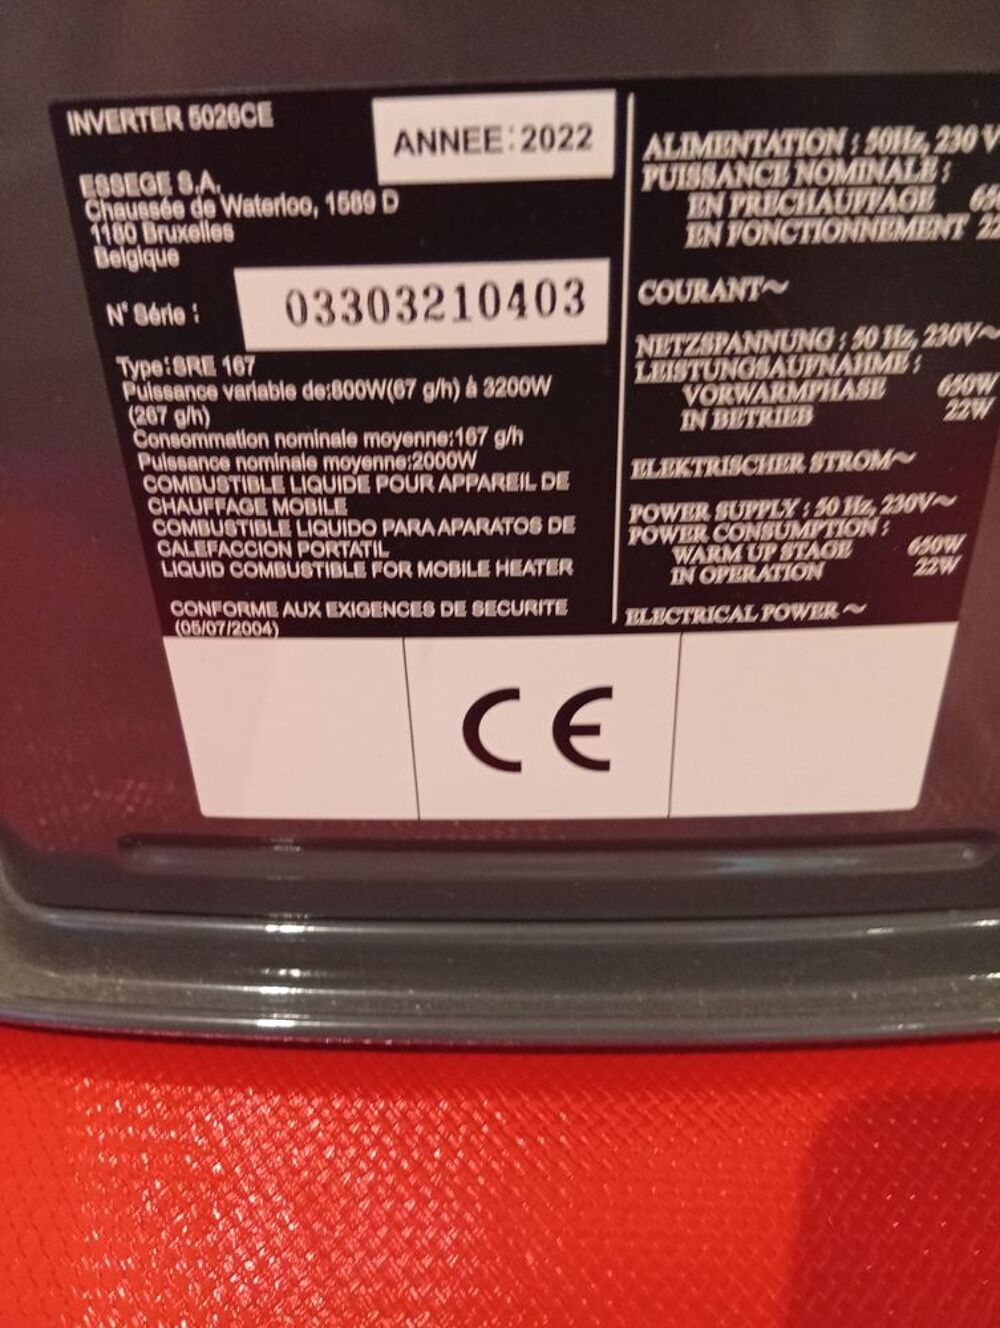 INVERTER 5026CE
ANNEE:2022
ESSEGE S.A.
Chaussée de Waterloo, 1589 D
1180 Bruxelles
Belgique
N° Série :
03303210403
Type:SRE 167
Puissance variable de:800W(67 g/h) à 3200W
(267 g/h)
Consommation nominale moyenne:167 g/h
Puissance nominale moyenne:2000W
COMBUSTIBLE LIQUIDE POUR APPAREIL DE
CHAUFFAGE MOBILE
COMBUSTIBLE LIQUIDO PARA APARATOS DE
CALEFACCION PORTATIL
LIQUID COMBUSTIBLE FOR MOBILE HEATER
CONFORME AUX EXIGENCES DE SECURITE
(05/07/2004)
ALIMENTATION : 50Hz, 230 V
PUISSANCE NOMINALE :
EN PRECHAUFFAGE 65
EN FONCTIONNEMENT 22
COURANT~
NETZSPANNUNG : 50 Hz, 230V~
LEISTUNGSAUFNAHME :
VORWARMPHASE 650W
IN BETRIEB 22W
ELEKTRISCHER STROM~
POWER SUPPLY : 50 Hz, 230V~
POWER CONSUMPTION :
WARM UP STAGE 650W
IN OPERATION 22W
ELECTRICAL POWER ~
CE